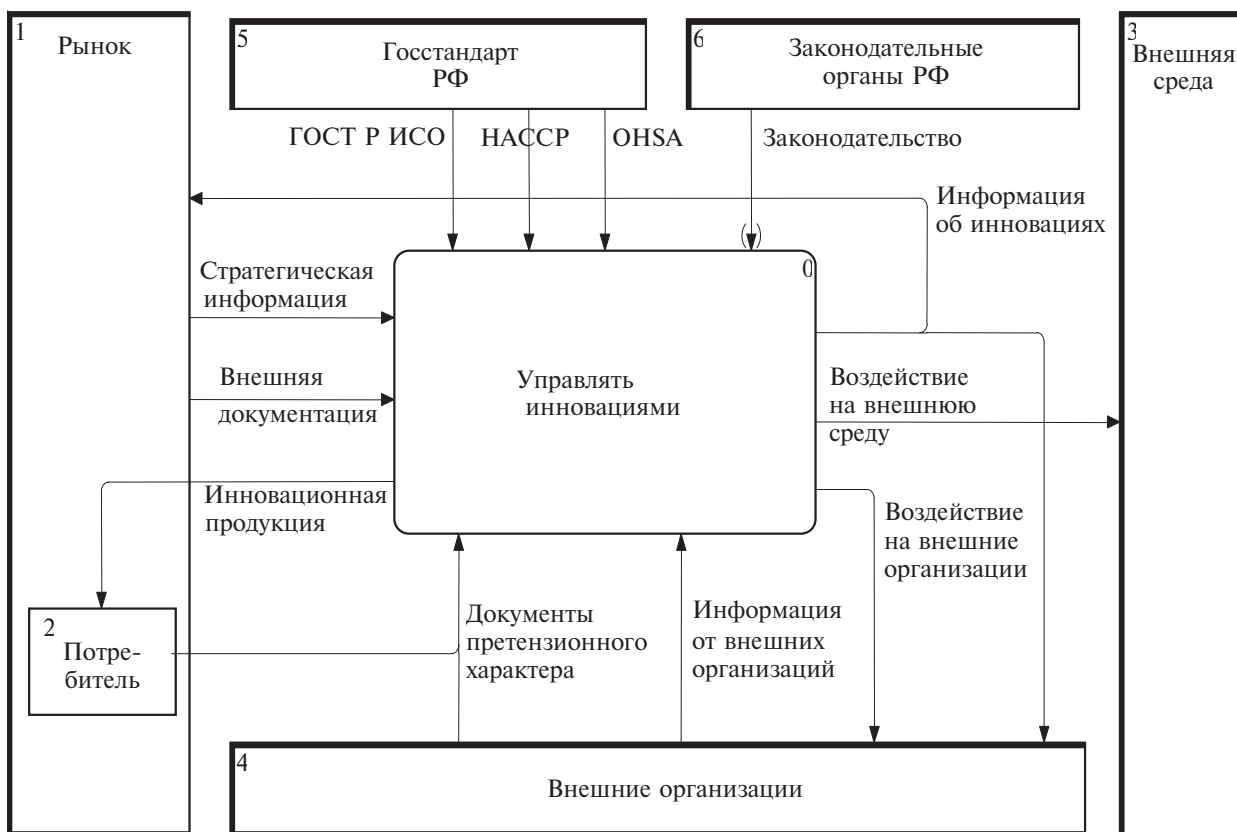 1
Рынок
5
Госстандарт
РФ
6
Законодательные
органы РФ
3
Внешняя
среда
ГОСТ Р ИСО
НАССР
OHSA
Законодательство
Информация
об инновациях
( )
0
Стратегическая
информация
Внешняя
документация
Управлять
инновациями
Воздействие
на внешнюю
среду
Инновационная
продукция
Воздействие
на внешние
организации
2
Потре-
битель
Документы
претензионного
характера
Информация
от внешних
организаций
4
Внешние организации